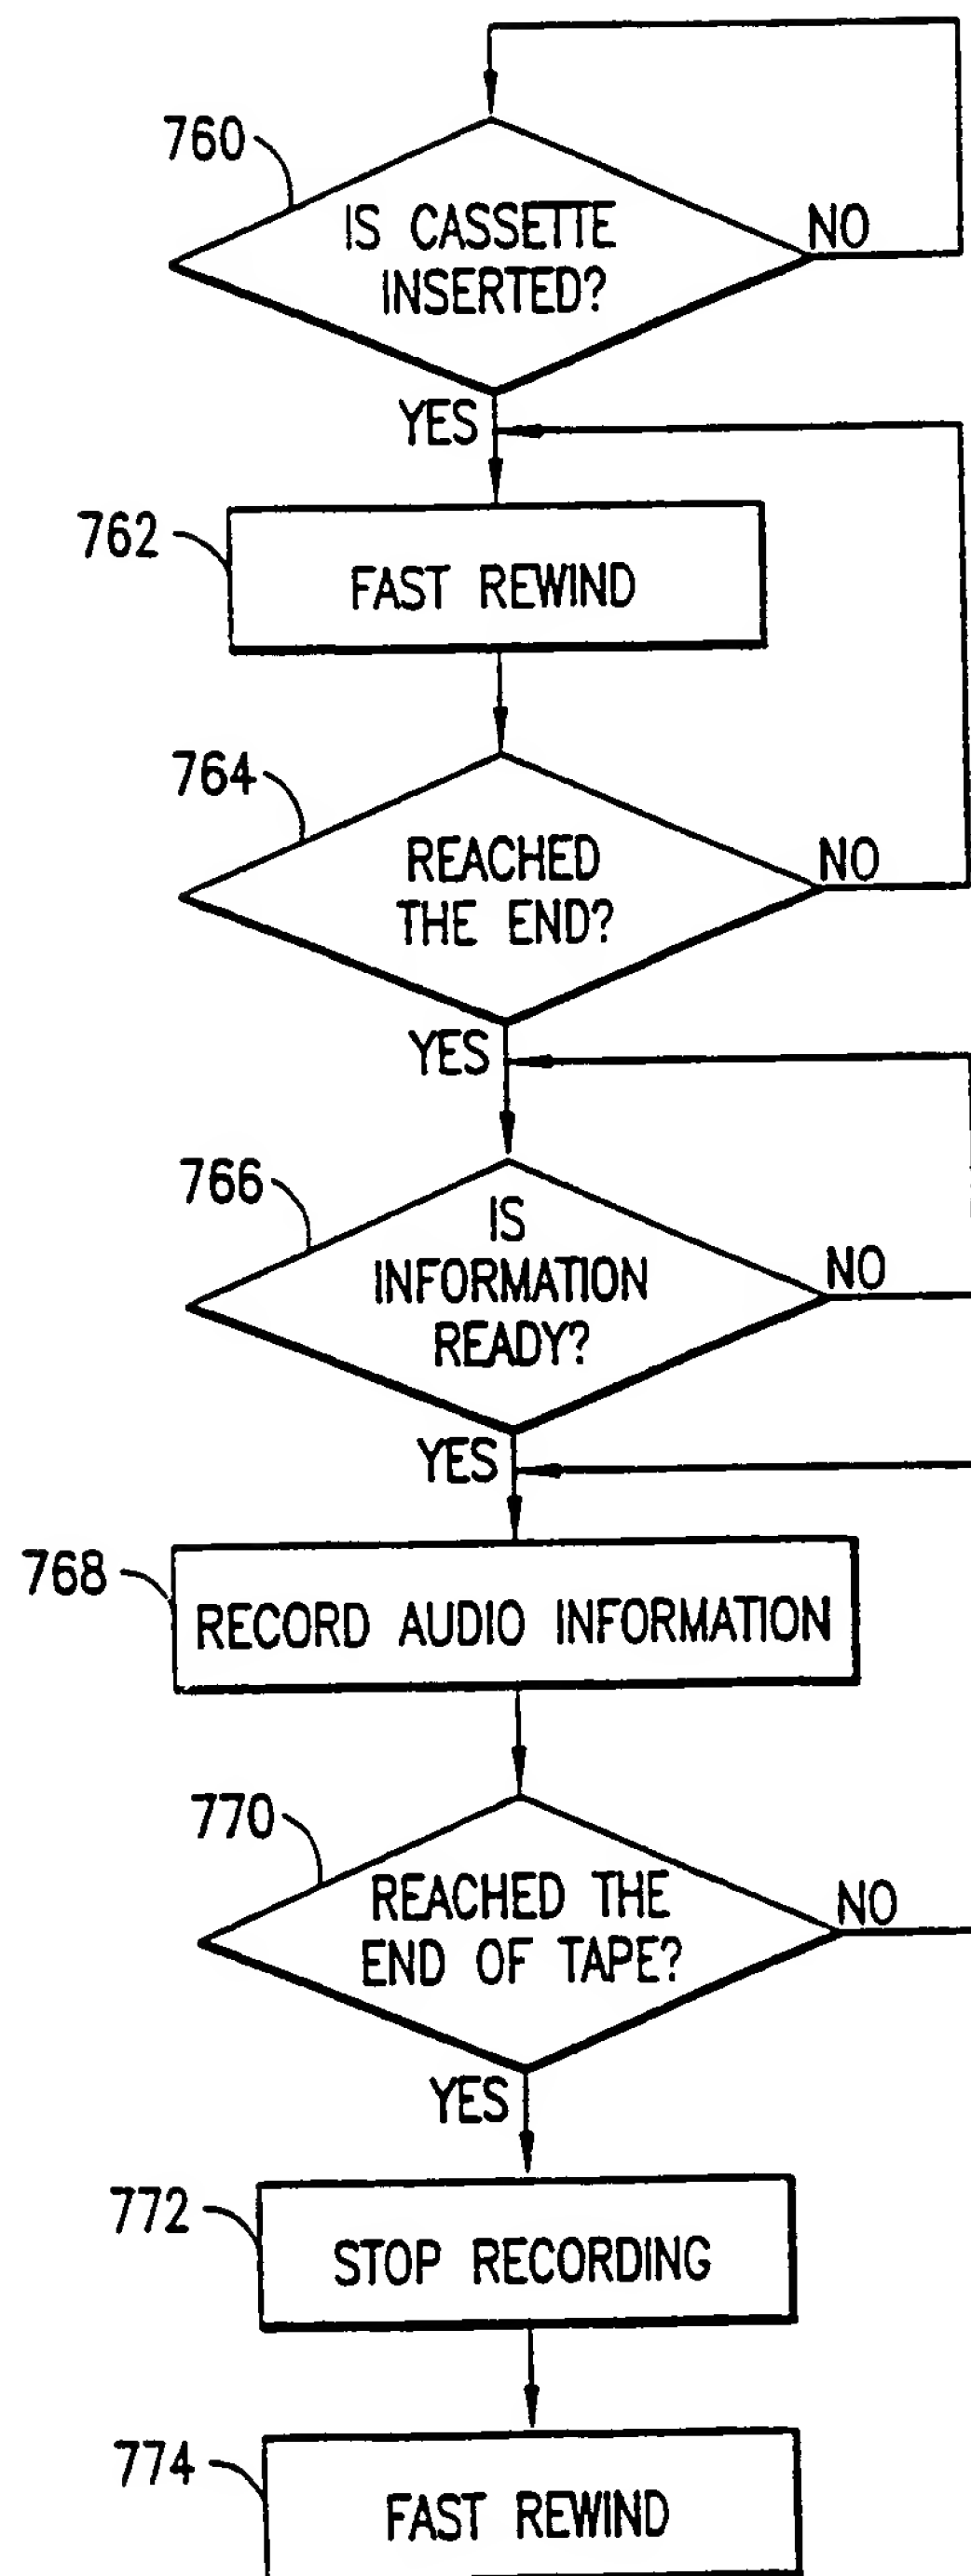 760
IS CASSETTE
INSERTED?
NO
YES
762
FAST REWIND
764
REACHED
THE END?
NO
YES
766
IS
INFORMATION
READY?
NO
YES
768
RECORD AUDIO INFORMATION
770
REACHED THE
END OF TAPE?
NO
YES
772
STOP RECORDING
774
FAST REWIND